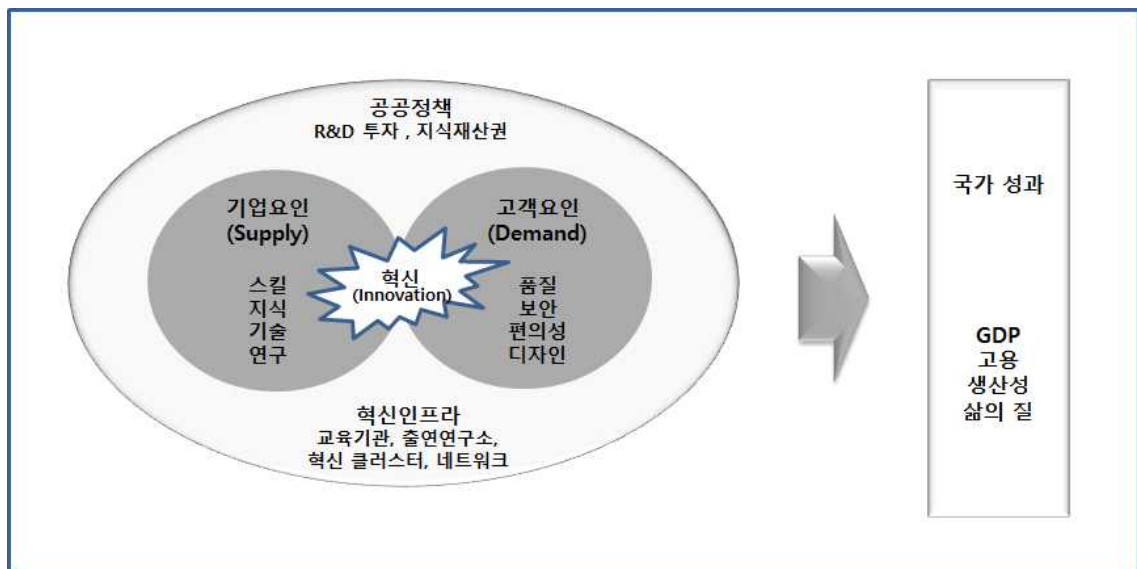 공공정책
R&D 투자 , 지식재산권
기업요인
(Supply)
스킬
지식
기술
연구
혁신
(Innovation)
고객요인
(Demand)
품질
보안
편의성
디자인
혁신인프라
교육기관, 출연연구소,
혁신 클러스터, 네트워크
국가 성과
GDP
고용
생산성
삶의 질